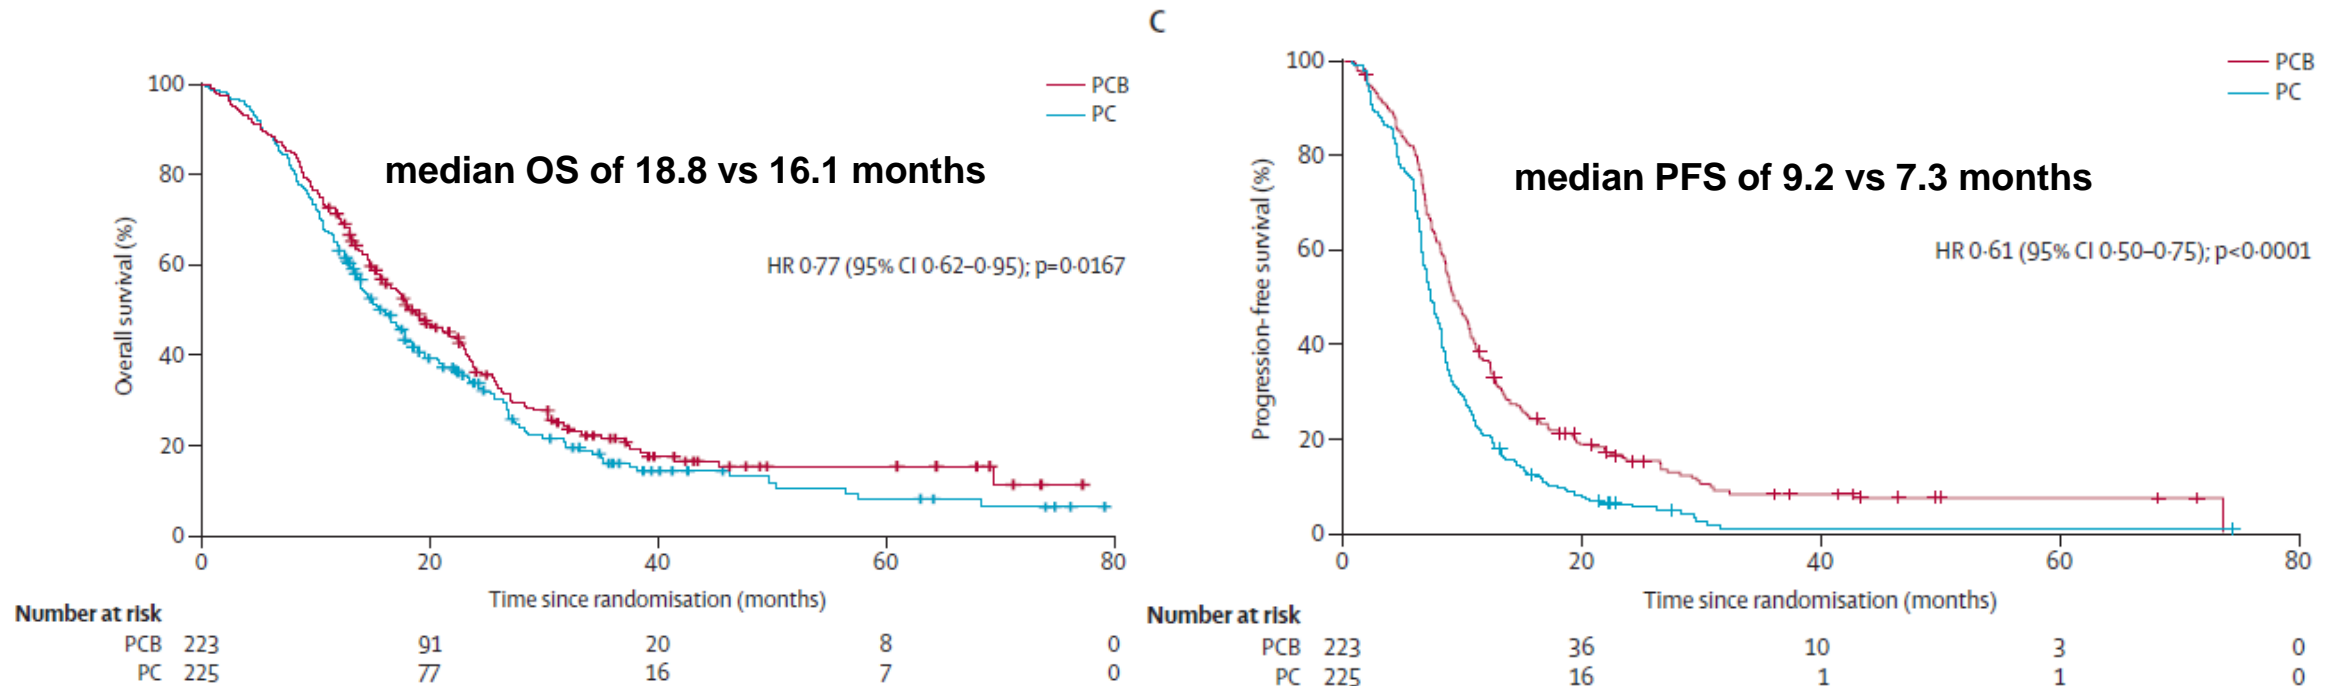 C
100
80
60
40
20
0
Overall survival (%)
PCB
PC
median OS of 18.8 vs 16.1 months
HR 0·77 (95% CI 0·62–0·95); p=0·0167
0 20 40 60 80
Time since randomisation (months)
Number at risk
PCB 223 91 20 8 0
PC 225 77 16 7 0
100
80
60
40
20
0
Progression-free survival (%)
PCB
PC
median PFS of 9.2 vs 7.3 months
HR 0·61 (95% CI 0·50–0·75); p<0·0001
0 20 40 60 80
Time since randomisation (months)
Number at risk
PCB 223 36 10 3 0
PC 225 16 1 1 0